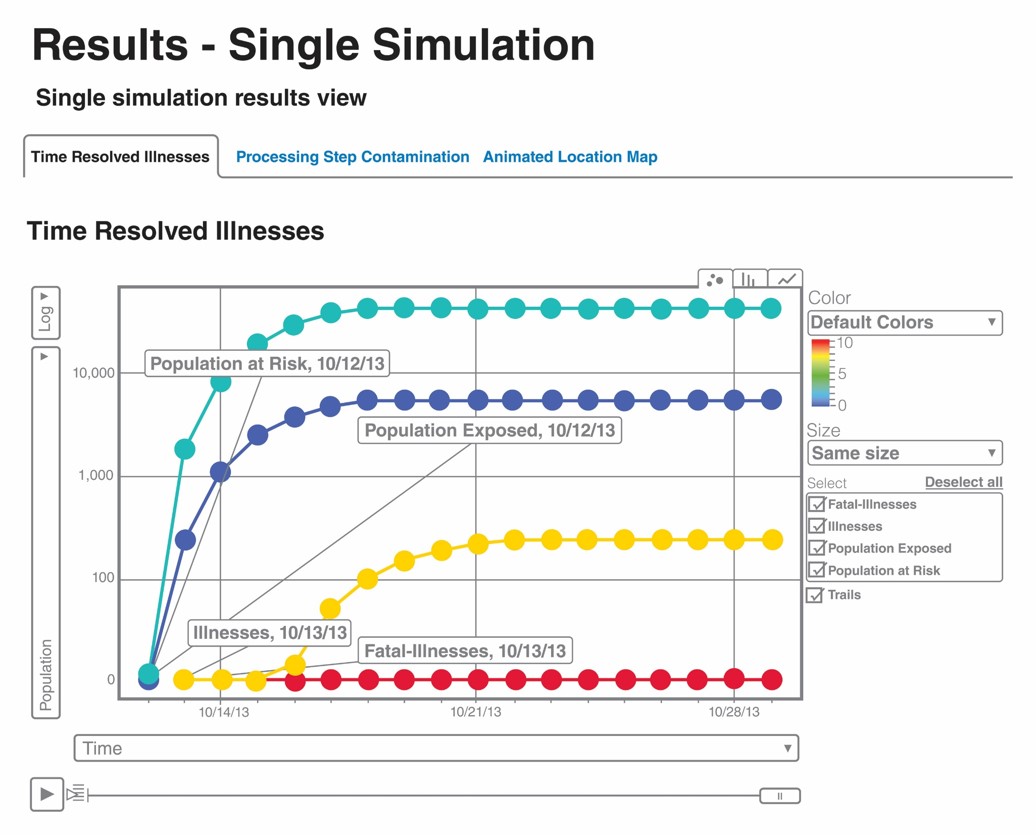 Results - Single Simulation
Single simulation results view
Time Resolved Illnesses
Processing Step Contamination
Animated Location Map
Time Resolved Illnesses
Log
Population
10,000
1,000
100
0
Population at Risk, 10/12/13
Population Exposed, 10/12/13
Illnesses, 10/13/13
Fatal-Illnesses, 10/13/13
10/14/13
10/21/13
10/28/13
Color
Default Colors
10
5
0
Size
Same size
Select
Deselect all
Fatal-Illnesses
Illnesses
Population Exposed
Population at Risk
Trails
Time